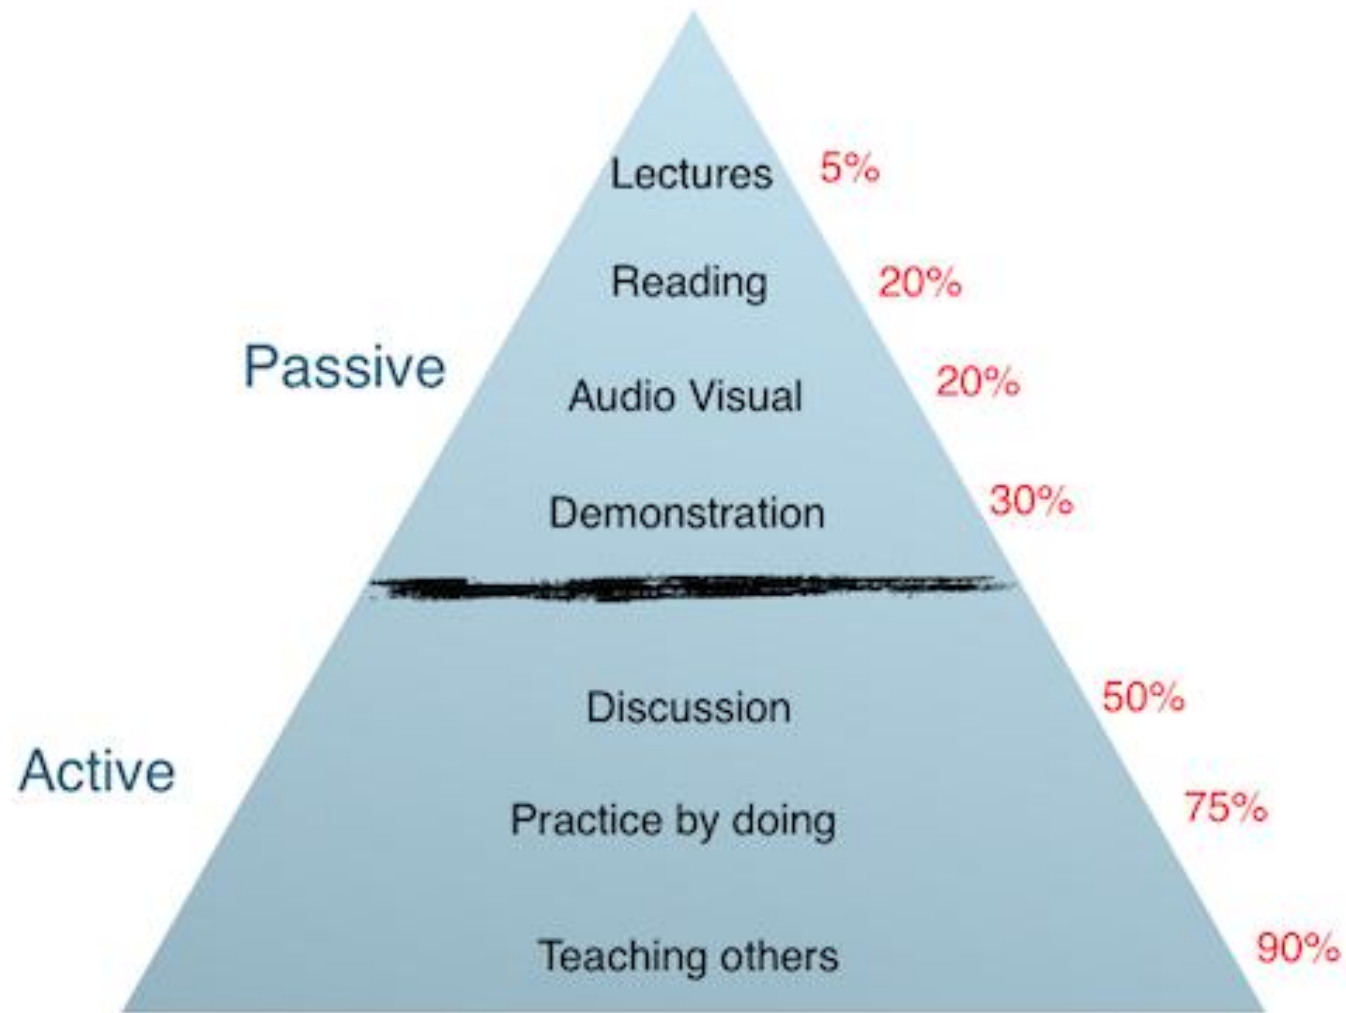 Lectures 5%
Reading 20%
Passive
Audio Visual 20%
Demonstration 30%
Discussion 50%
Active
Practice by doing 75%
Teaching others 90%